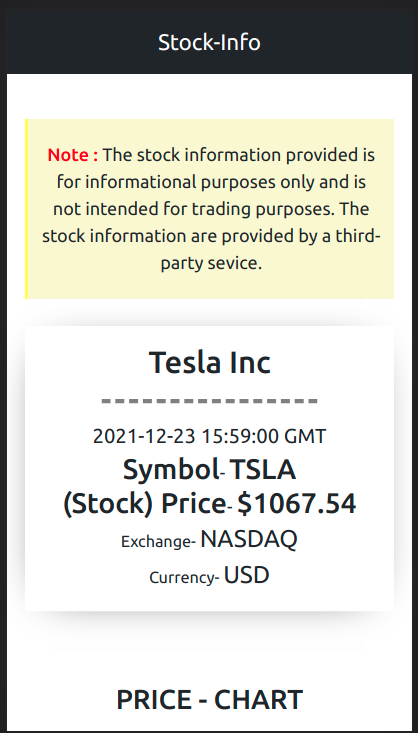 Stock-Info
Note : The stock information provided is
for informational purposes only and is
not intended for trading purposes. The
stock information are provided by a third-
party sevice.
Tesla Inc
----------------
2021-12-23 15:59:00 GMT
Symbol- TSLA
(Stock) Price- $1067.54
Exchange- NASDAQ
Currency- USD
PRICE - CHART